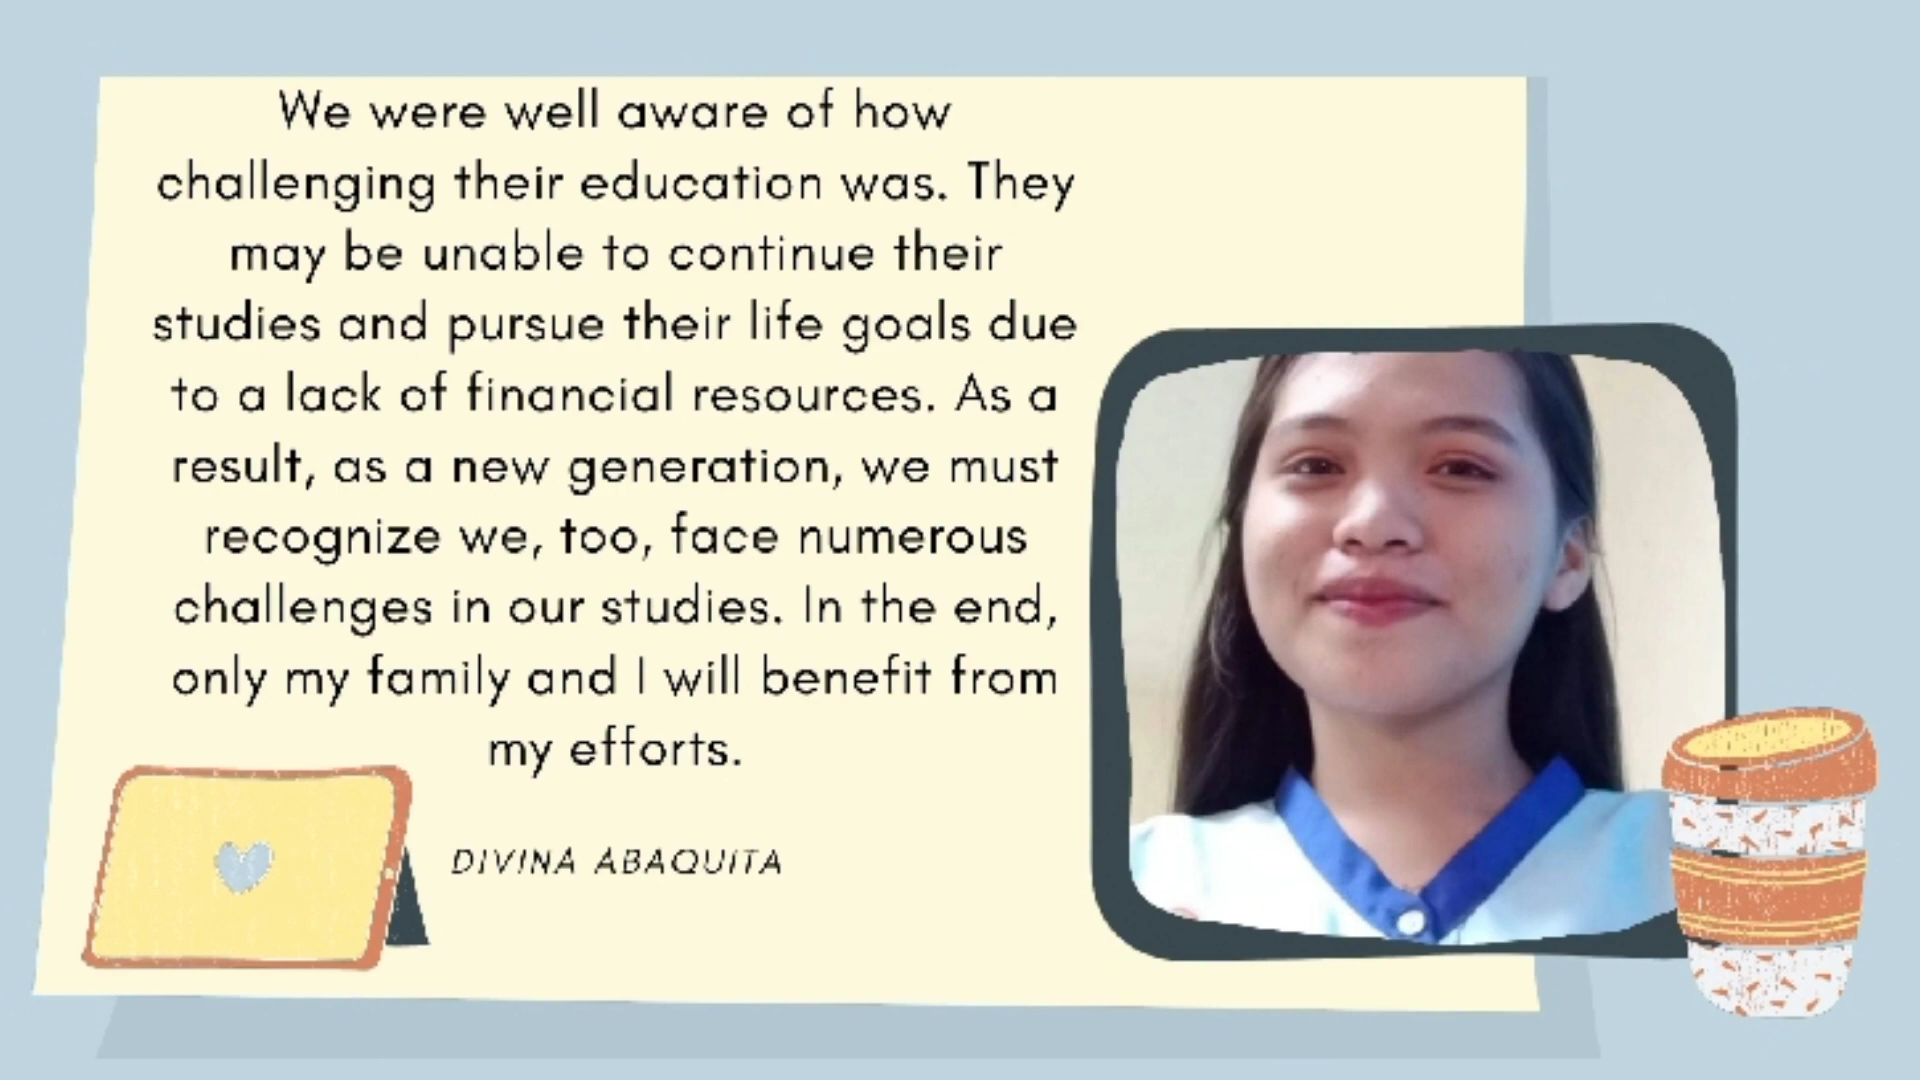 We were well aware of how
challenging their education was. They
may be unable to continue their
studies and pursue their life goals due
to a lack of financial resources. As a
result, as a new generation, we must
recognize we, too, face numerous
challenges in our studies. In the end,
only my family and I will benefit from
my efforts.
DIVINA ABAQUITA